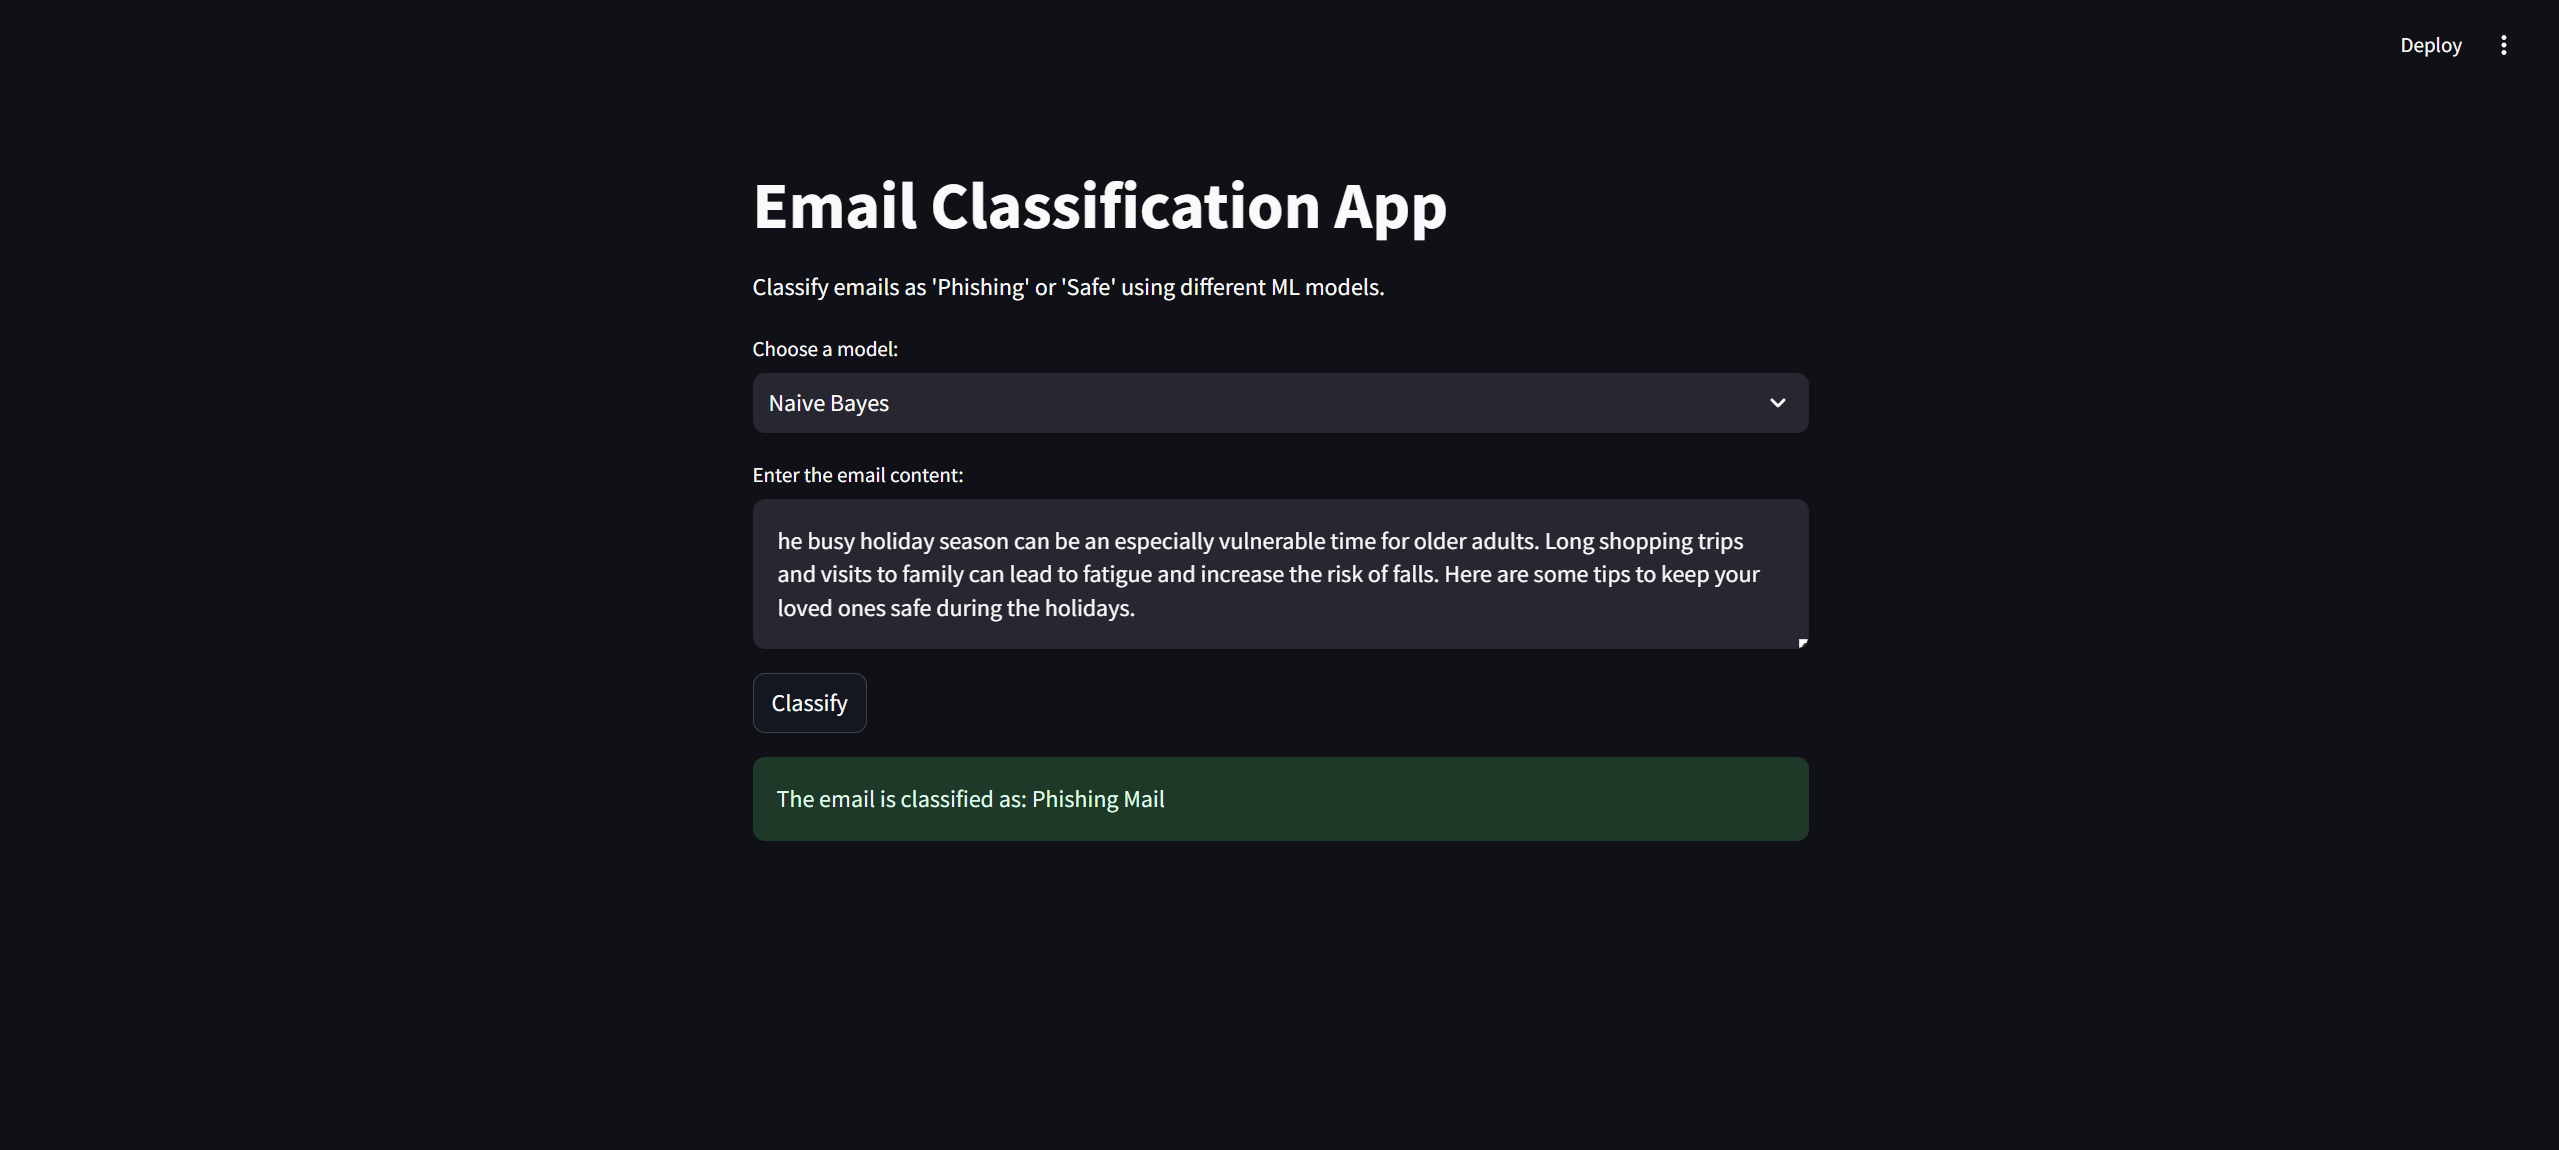 Deploy
Email Classification App
Classify emails as 'Phishing' or 'Safe' using different ML models.
Choose a model:
Naive Bayes
Enter the email content:
he busy holiday season can be an especially vulnerable time for older adults. Long shopping trips
and visits to family can lead to fatigue and increase the risk of falls. Here are some tips to keep your
loved ones safe during the holidays.
Classify
The email is classified as: Phishing Mail